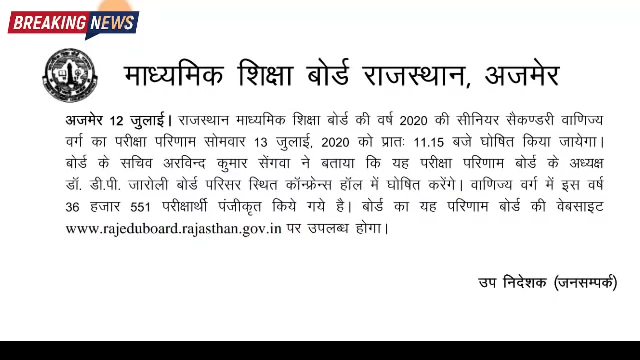 BREAKING NEWS
माध्यमिक शिक्षा बोर्ड राजस्थान, अजमेर
अजमेर 12 जुलाई। राजस्थान माध्यमिक शिक्षा बोर्ड की वर्ष 2020 की सीनियर सैकण्डरी वाणिज्य
वर्ग का परीक्षा परिणाम सोमवार 13 जुलाई, 2020 को प्रातः 11.15 बजे घोषित किया जायेगा।
बोर्ड के सचिव अरविन्द कुमार सेंगवा ने बताया कि यह परीक्षा परिणाम बोर्ड के अध्यक्ष
डॉ. डी.पी. जारोली बोर्ड परिसर स्थित कॉन्फ्रेन्स हॉल में घोषित करेंगे। वाणिज्य वर्ग में इस वर्ष
36 हजार 551 परीक्षार्थी पंजीकृत किये गये है। बोर्ड का यह परिणाम बोर्ड की वेबसाइट
www.rajeduboard.rajasthan.gov.in पर उपलब्ध होगा।
उप निदेशक (जनसम्पर्क)